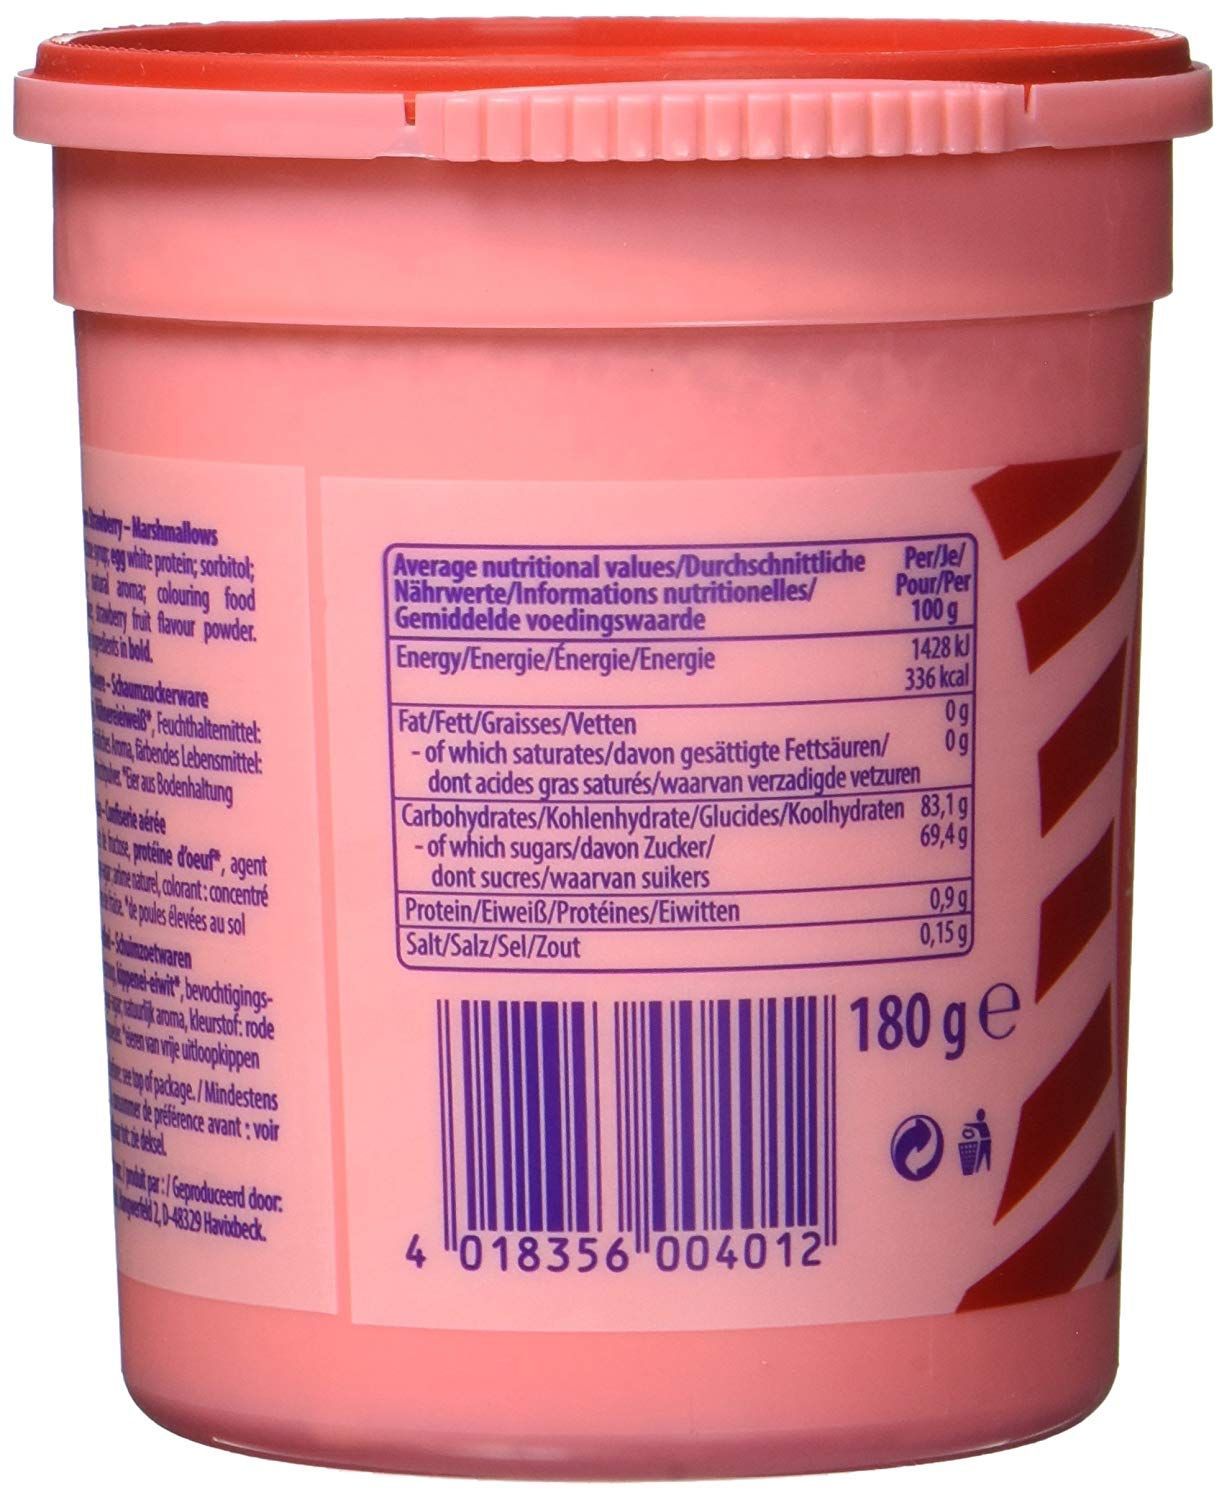 Strawberry – Marshmallows
egg white protein; sorbitol;
natural aroma; colouring food
strawberry fruit flavour powder.
in bold.
- Schaumzuckerware
Feuchthaltemittel:
Aroma, färbendes Lebensmittel:
*Eier aus Bodenhaltung
- Confiserie aérée
protéine d'oeuf*, agent
naturel, colorant : concentré
*de poules élevées au sol
- Schuimzoetwaren
kippenei-eiwit*, bevochtigings-
natuurlijk aroma, kleurstof: rode
van vrije uitloopkippen
see top of package. / Mindestens
de préférence avant : voir
zie deksel.
produit par : / Geproduceerd door:
2, D-48329 Havixbeck.
Average nutritional values/Durchschnittliche Per/Je/
Nährwerte/Informations nutritionelles/ Pour/Per
Gemiddelde voedingswaarde 100 g
Energy/Energie/Énergie/Energie 1428 kJ
336 kcal
Fat/Fett/Graisses/Vetten 0 g
- of which saturates/davon gesättigte Fettsäuren/ 0 g
dont acides gras saturés/waarvan verzadigde vetzuren
Carbohydrates/Kohlenhydrate/Glucides/Koolhydraten 83,1 g
- of which sugars/davon Zucker/ 69,4 g
dont sucres/waarvan suikers
Protein/Eiweiß/Protéines/Eiwitten 0,9 g
Salt/Salz/Sel/Zout 0,15 g
180 g e
4 018356 004012